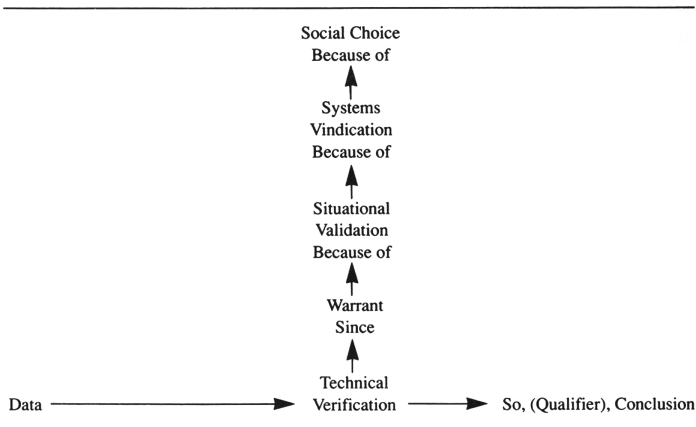 Social Choice
Because of
Systems
Vindication
Because of
Situational
Validation
Because of
Warrant
Since
Technical
Data Verification So, (Qualifier), Conclusion